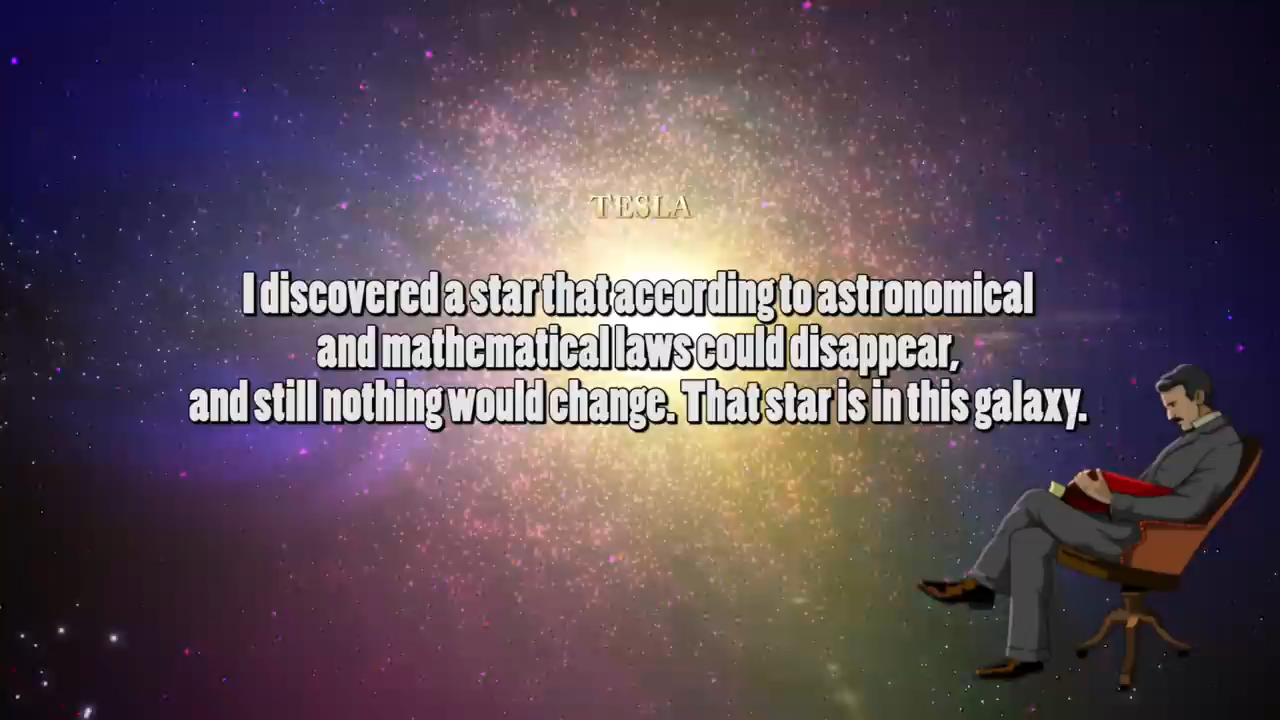 TESLA
I discovered a star that according to astronomical
and mathematical laws could disappear,
and still nothing would change. That star is in this galaxy.